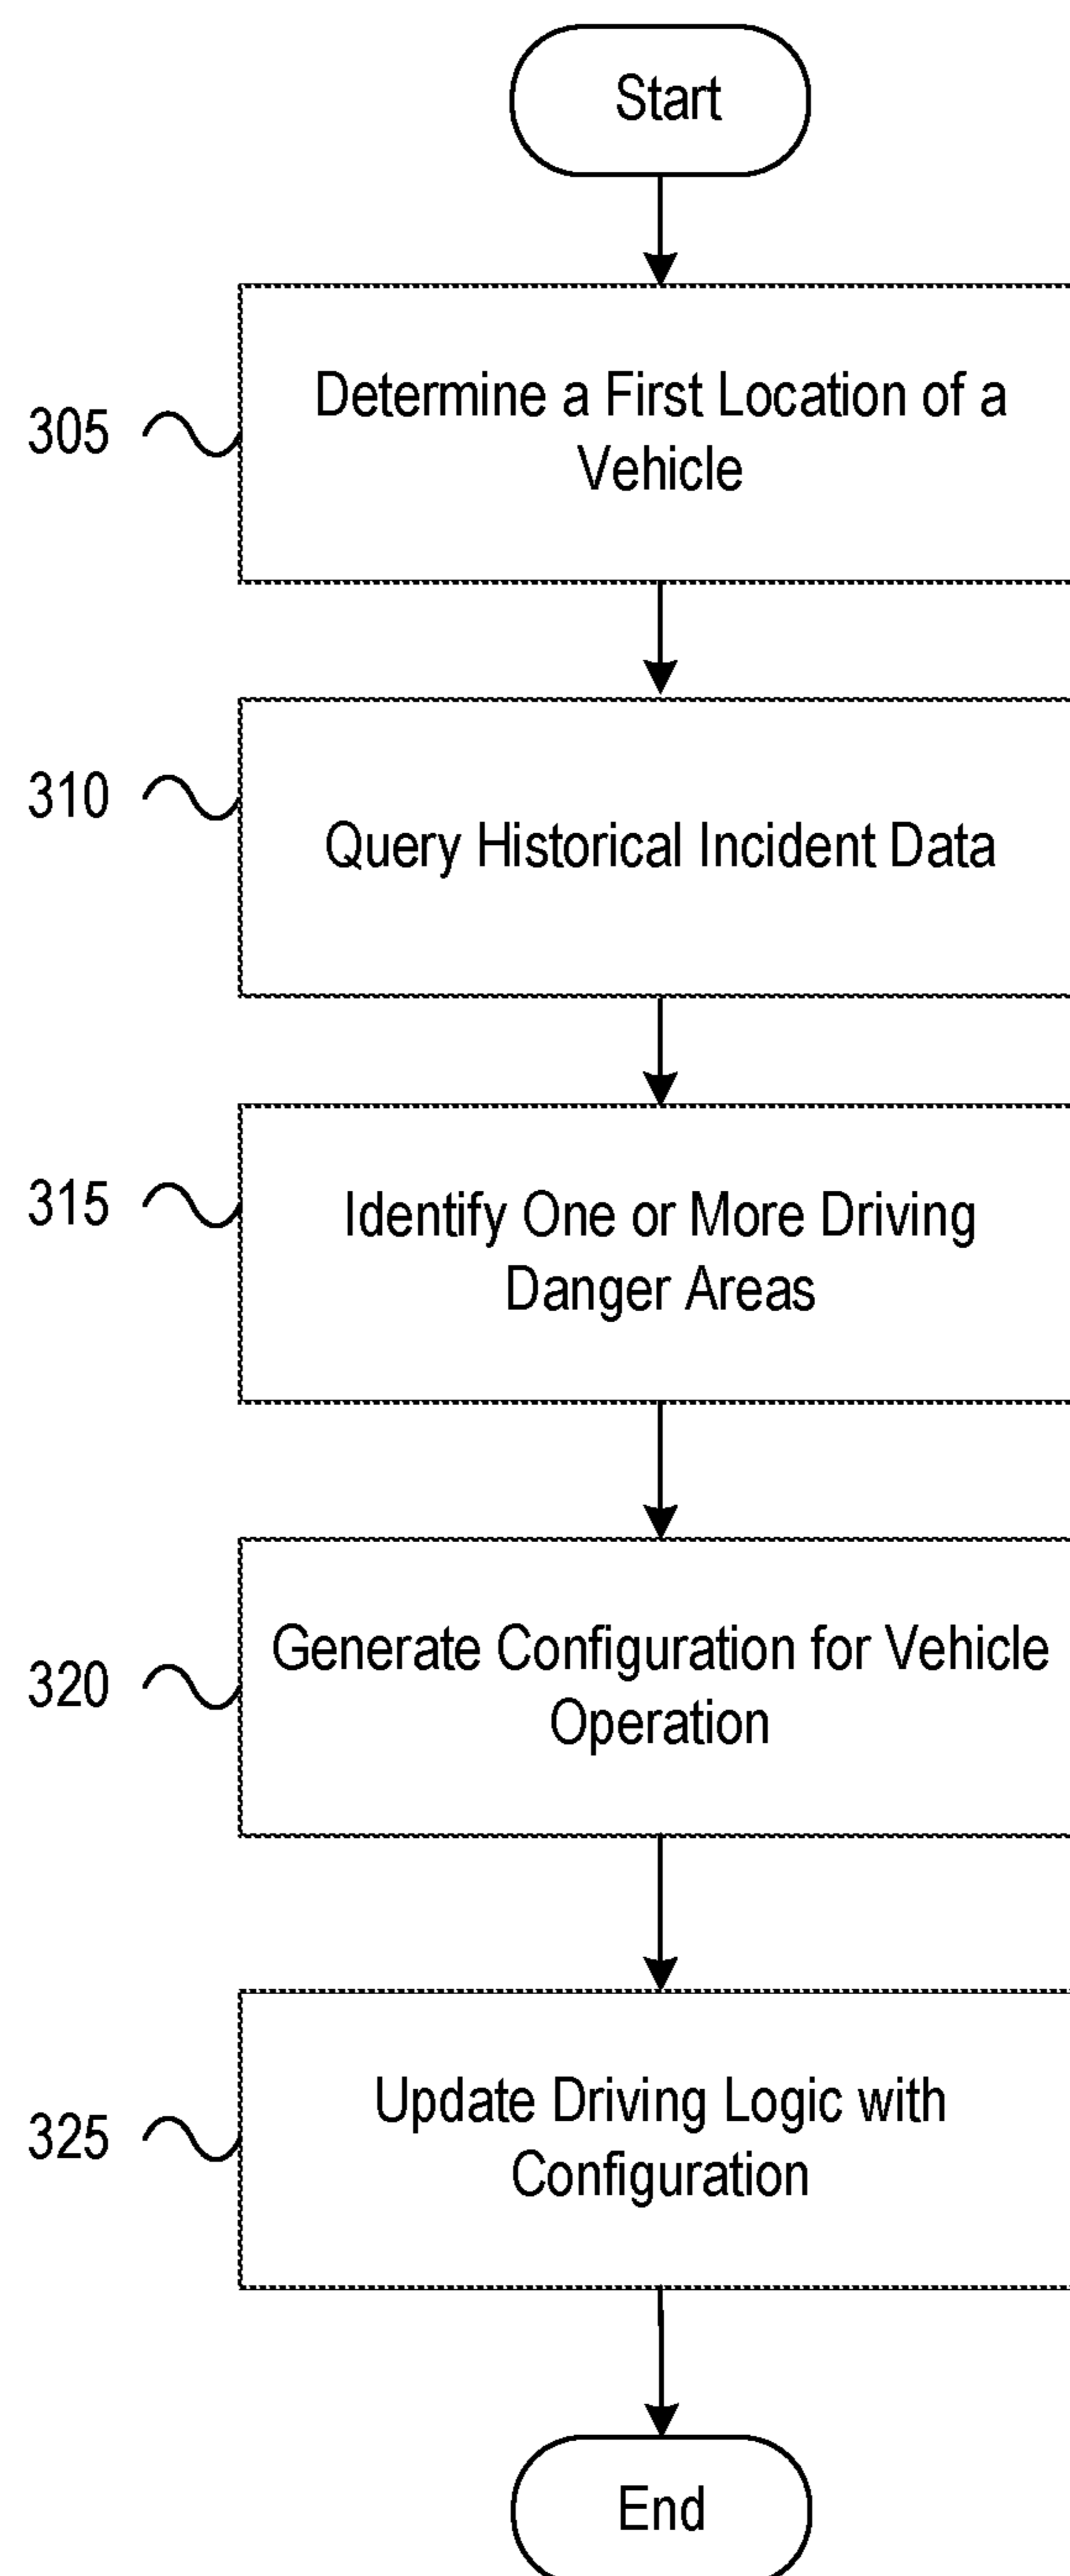 Start
305
Determine a First Location of a
Vehicle
310
Query Historical Incident Data
315
Identify One or More Driving
Danger Areas
320
Generate Configuration for Vehicle
Operation
325
Update Driving Logic with
Configuration
End